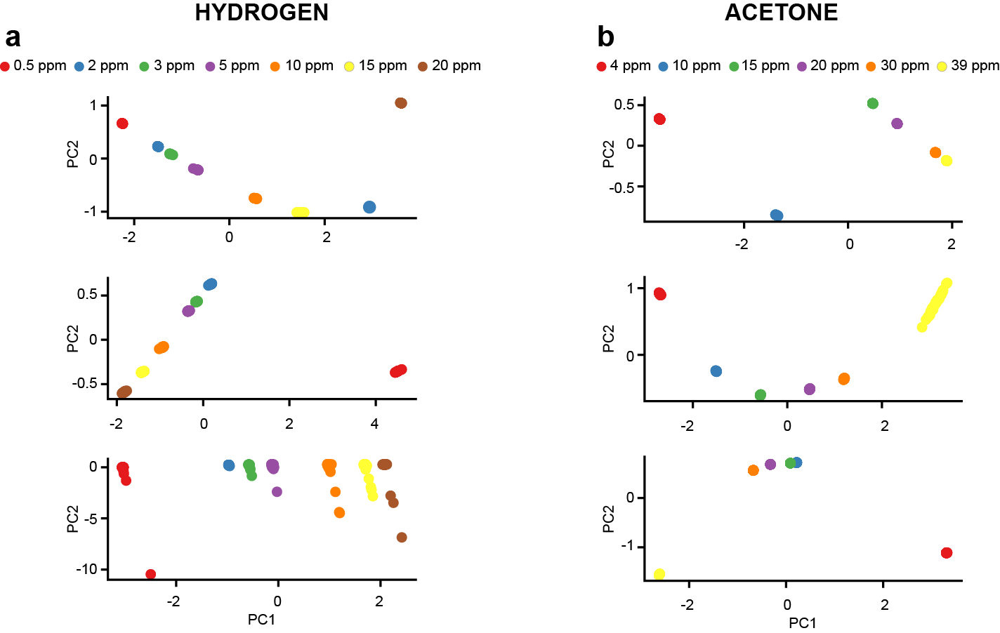 HYDROGEN
a
0.5 ppm 2 ppm 3 ppm 5 ppm 10 ppm 15 ppm 20 ppm
1
0
-1
PC2
-2 0 2
0.5
0
-0.5
PC2
-2 0 2 4
0
-5
-10
PC2
-2 0 2
PC1
ACETONE
b
4 ppm 10 ppm 15 ppm 20 ppm 30 ppm 39 ppm
0.5
0
-0.5
PC2
-2 0 2
1
0
PC2
-2 0 2
0
-1
PC2
-2 0 2
PC1